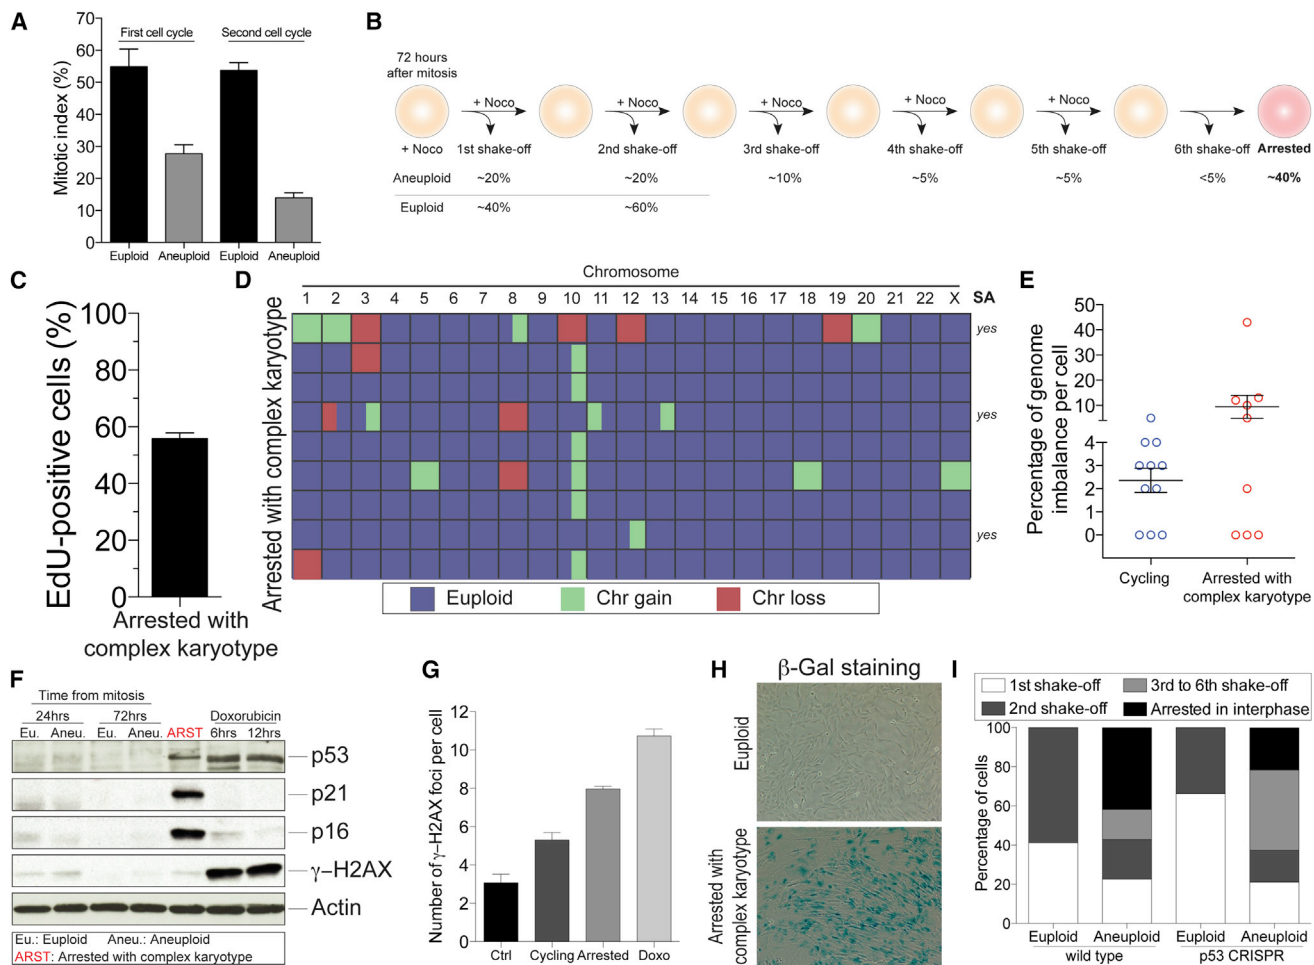 A
70
60
50
40
30
20
10
0
Mitotic index (%)
First cell cycle
Second cell cycle
Euploid
Aneuploid
Euploid
Aneuploid
B
72 hours
after mitosis
+ Noco
+ Noco
+ Noco
+ Noco
+ Noco
+ Noco
1st shake-off
2nd shake-off
3rd shake-off
4th shake-off
5th shake-off
6th shake-off
Arrested
Aneuploid
~20%
~20%
~10%
~5%
~5%
<5%
~40%
Euploid
~40%
~60%
C
EdU-positive cells (%)
100
80
60
40
20
0
Arrested with
complex karyotype
D
Chromosome
1 2 3 4 5 6 7 8 9 10 11 12 13 14 15 16 17 18 19 20 21 22 X SA
Arrested with complex karyotype
yes
yes
yes
Euploid
Chr gain
Chr loss
E
Percentage of genome
imbalance per cell
50
40
30
20
10
4
3
2
1
0
Cycling
Arrested with
complex karyotype
F
Time from mitosis
24hrs
72hrs
Doxorubicin
Eu. Aneu. Eu. Aneu. ARST 6hrs 12hrs
p53
p21
p16
γ–H2AX
Actin
Eu.: Euploid Aneu.: Aneuploid
ARST: Arrested with complex karyotype
G
Number of γ–H2AX foci per cell
12
10
8
6
4
2
0
Ctrl
Cycling
Arrested
Doxo
H
β-Gal staining
Euploid
Arrested with
complex karyotype
I
1st shake-off
2nd shake-off
3rd to 6th shake-off
Arrested in interphase
Percentage of cells
100
80
60
40
20
0
Euploid
Aneuploid
Euploid
Aneuploid
wild type
p53 CRISPR